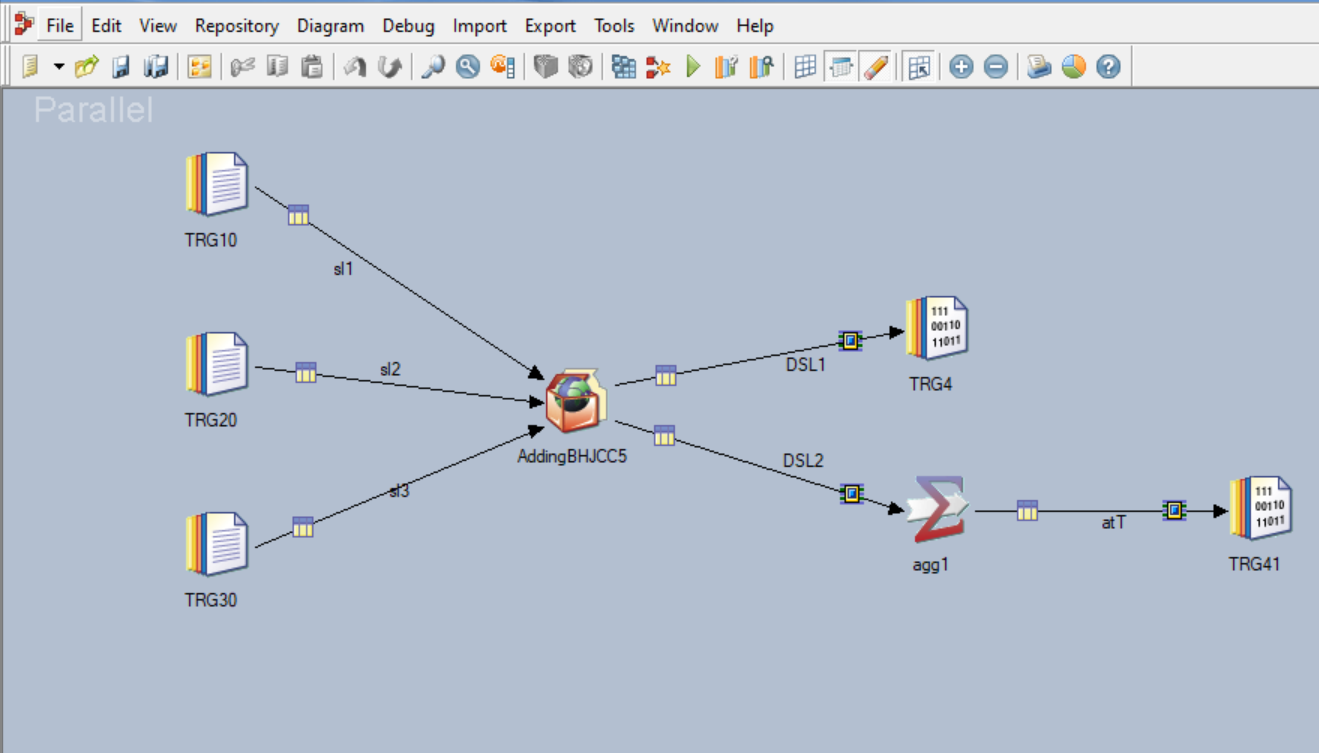 File Edit View Repository Diagram Debug Import Export Tools Window Help
Parallel
TRG10
sl1
TRG20
sl2
TRG30
sl3
AddingBHJCC5
DSL1
111
00110
11011
TRG4
DSL2
agg1
atT
111
00110
11011
TRG41